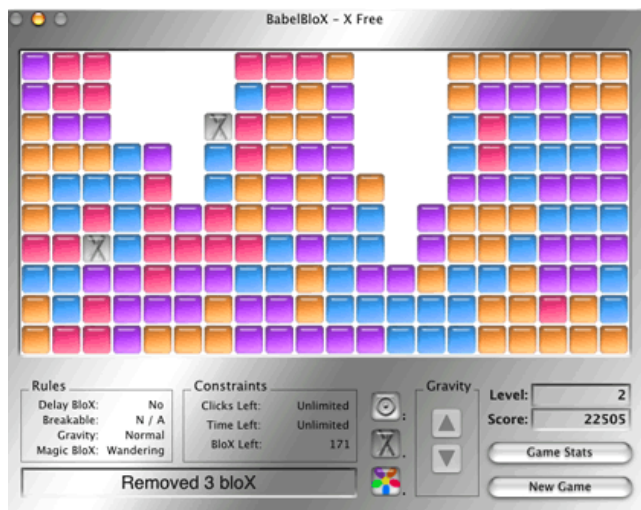 BabelBloX - X Free
Rules
Delay BloX: No
Breakable: N / A
Gravity: Normal
Magic BloX: Wandering
Constraints
Clicks Left: Unlimited
Time Left: Unlimited
BloX Left: 171
Gravity
Level: 2
Score: 22505
Game Stats
New Game
Removed 3 bloX